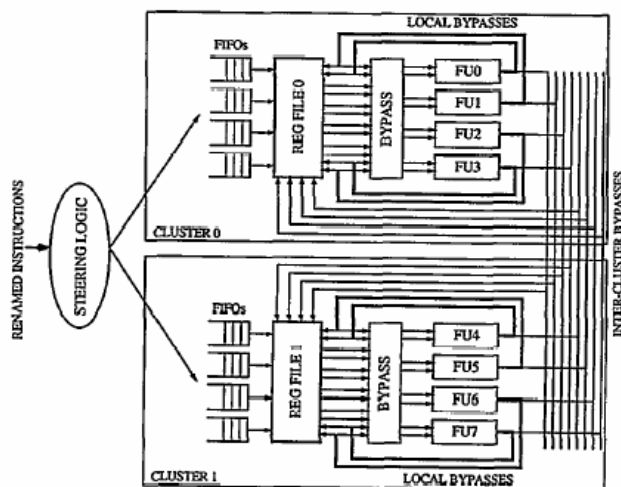 LOCAL BYPASSES
FIFOs
REG FILE 0
BYPASS
FU0
FU1
FU2
FU3
CLUSTER 0
RENAMED INSTRUCTIONS
STEERING LOGIC
INTER-CLUSTER BYPASSES
FIFOs
REG FILE 1
BYPASS
FU4
FU5
FU6
FU7
CLUSTER 1
LOCAL BYPASSES